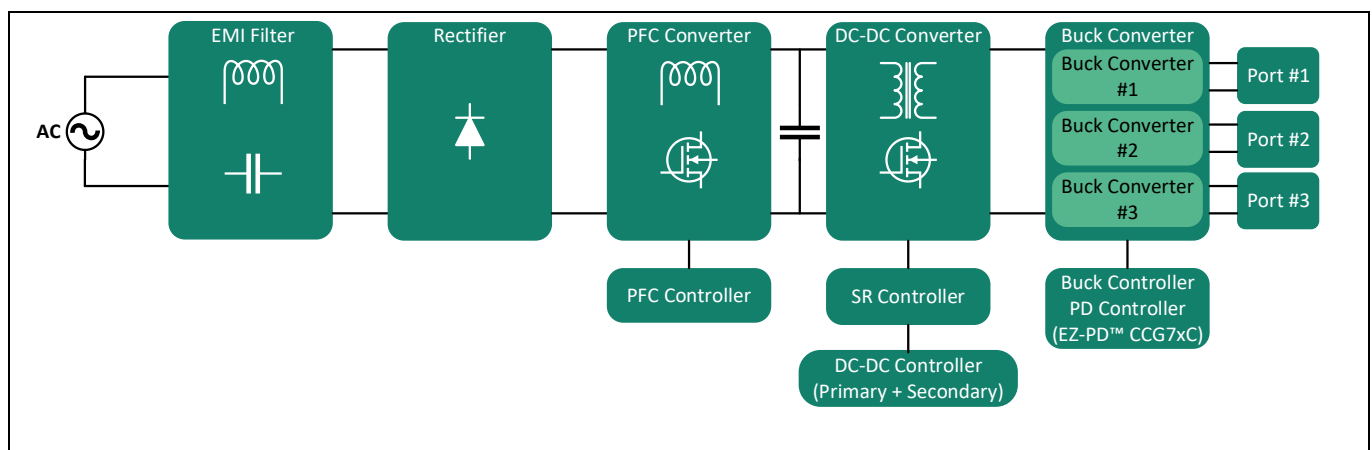 EMI Filter
Rectifier
PFC Converter
DC-DC Converter
Buck Converter
Buck Converter
#1
Port #1
AC
Buck Converter
#2
Port #2
Buck Converter
#3
Port #3
PFC Controller
SR Controller
Buck Controller
PD Controller
(EZ-PD™ CCG7xC)
DC-DC Controller
(Primary + Secondary)